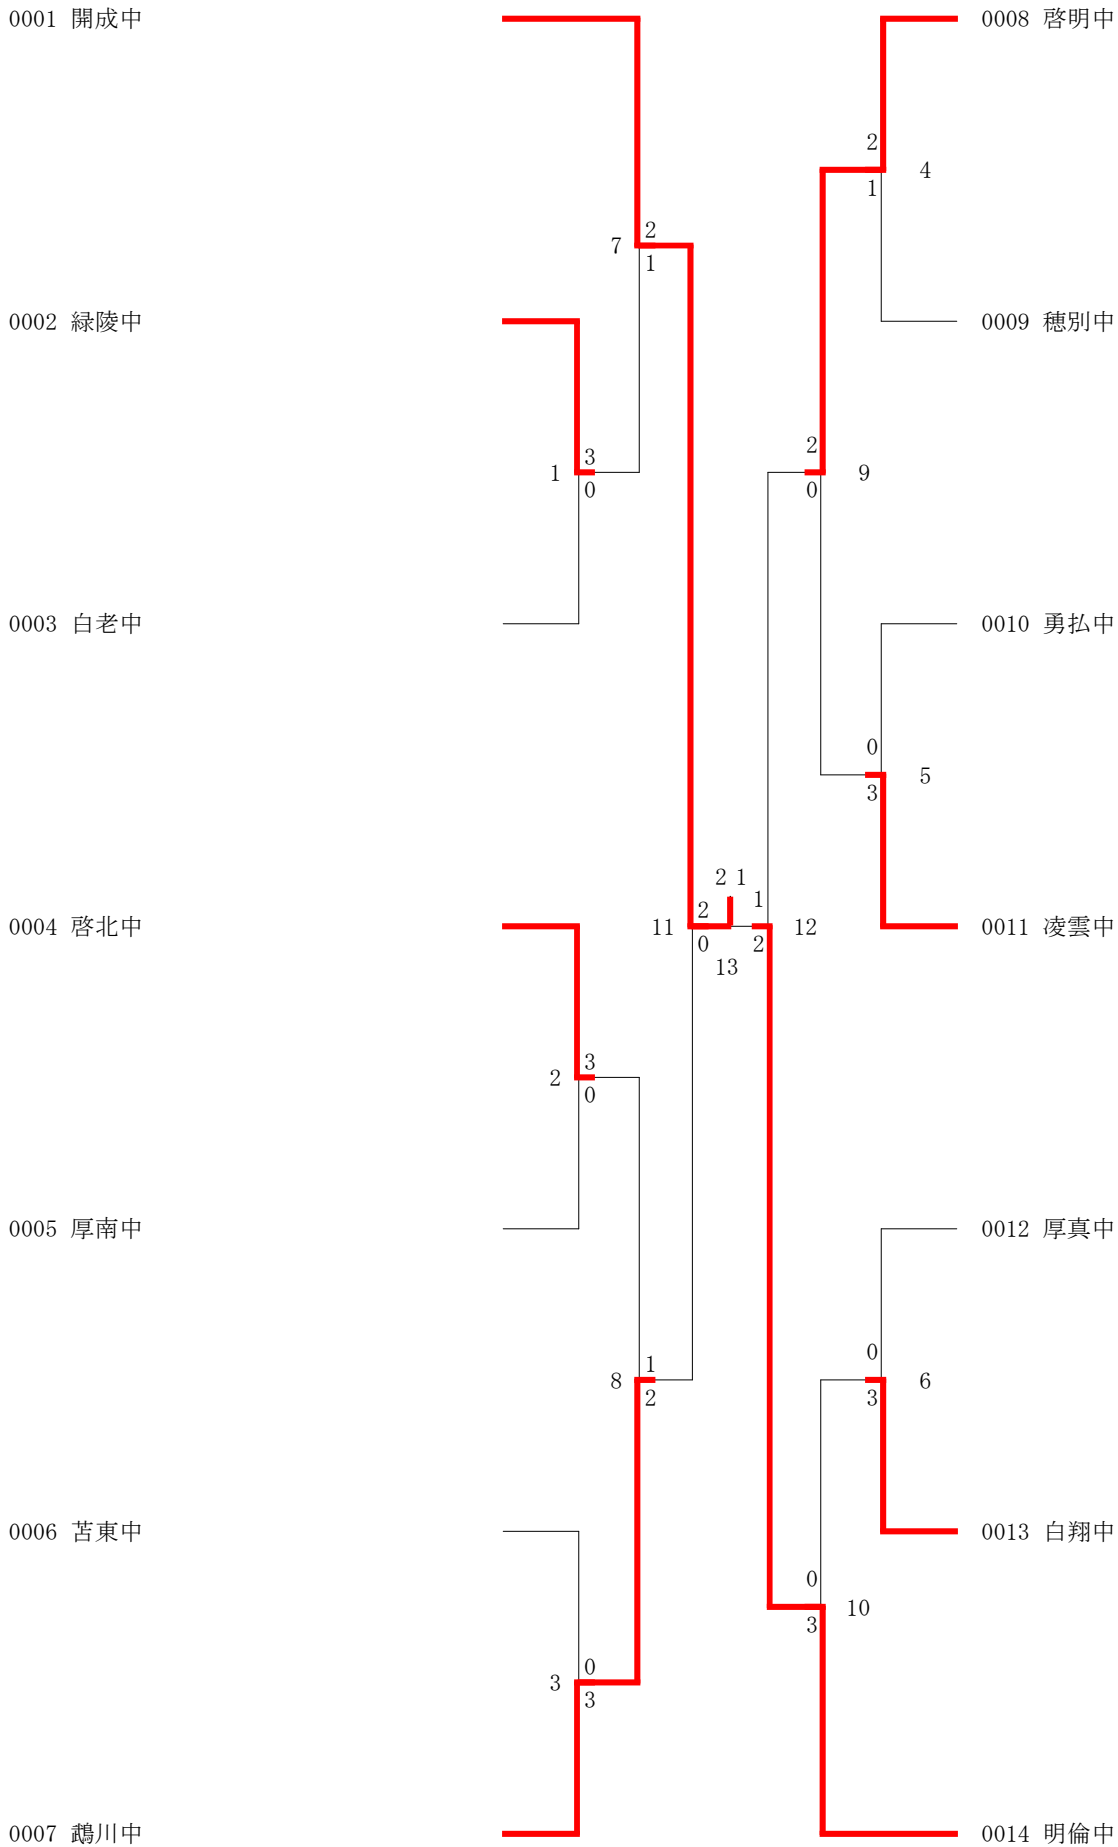 0001 開成中
0008 啓明中
2
1
4
7
2
1
0002 緑陵中
0009 穂別中
1
3
0
2
0
9
0003 白老中
0010 勇払中
0
3
5
2 1
0004 啓北中
11
2
0
13
1
2
12
0011 凌雲中
2
3
0
0005 厚南中
0012 厚真中
8
1
2
0
3
6
0006 苫東中
0013 白翔中
0
3
10
3
0
3
0007 鵡川中
0014 明倫中